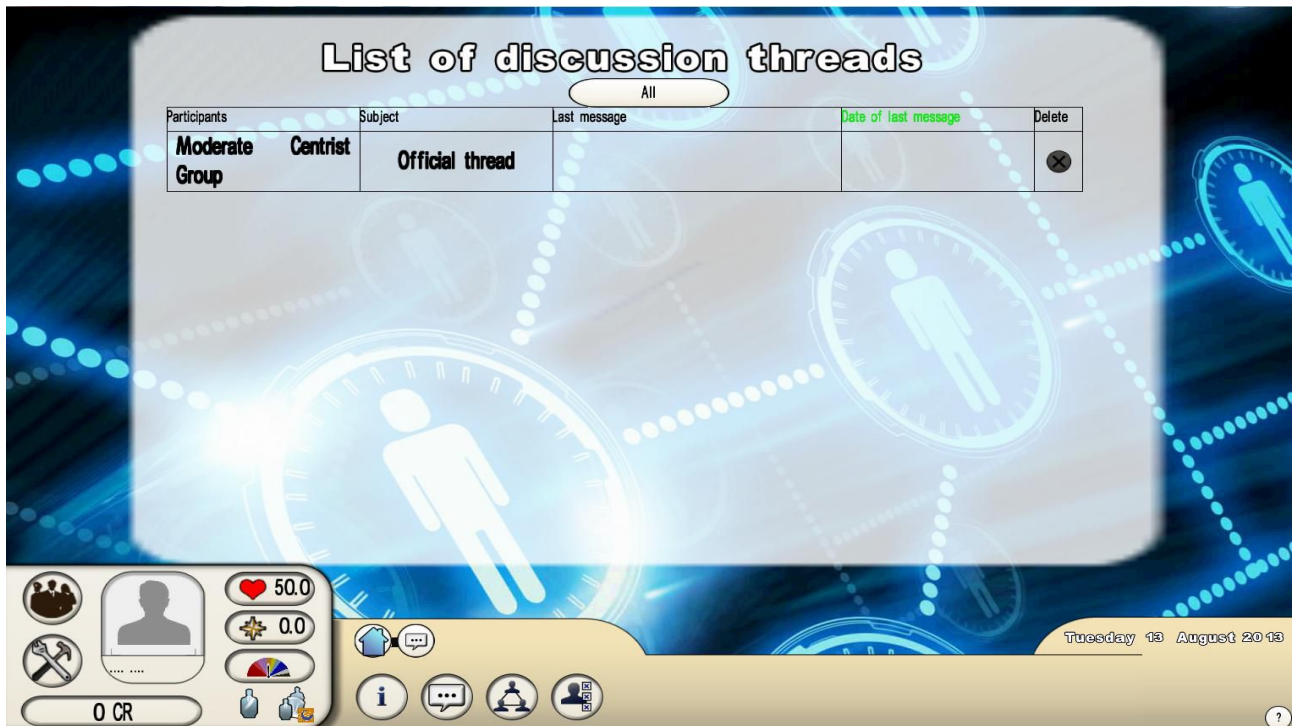 List of discussion threads
All
Participants Subject Last message Date of last message Delete
Moderate Centrist
Group
Official thread
50.0
0.0
.... ....
0 CR
i
Tuesday 13 August 2013
?